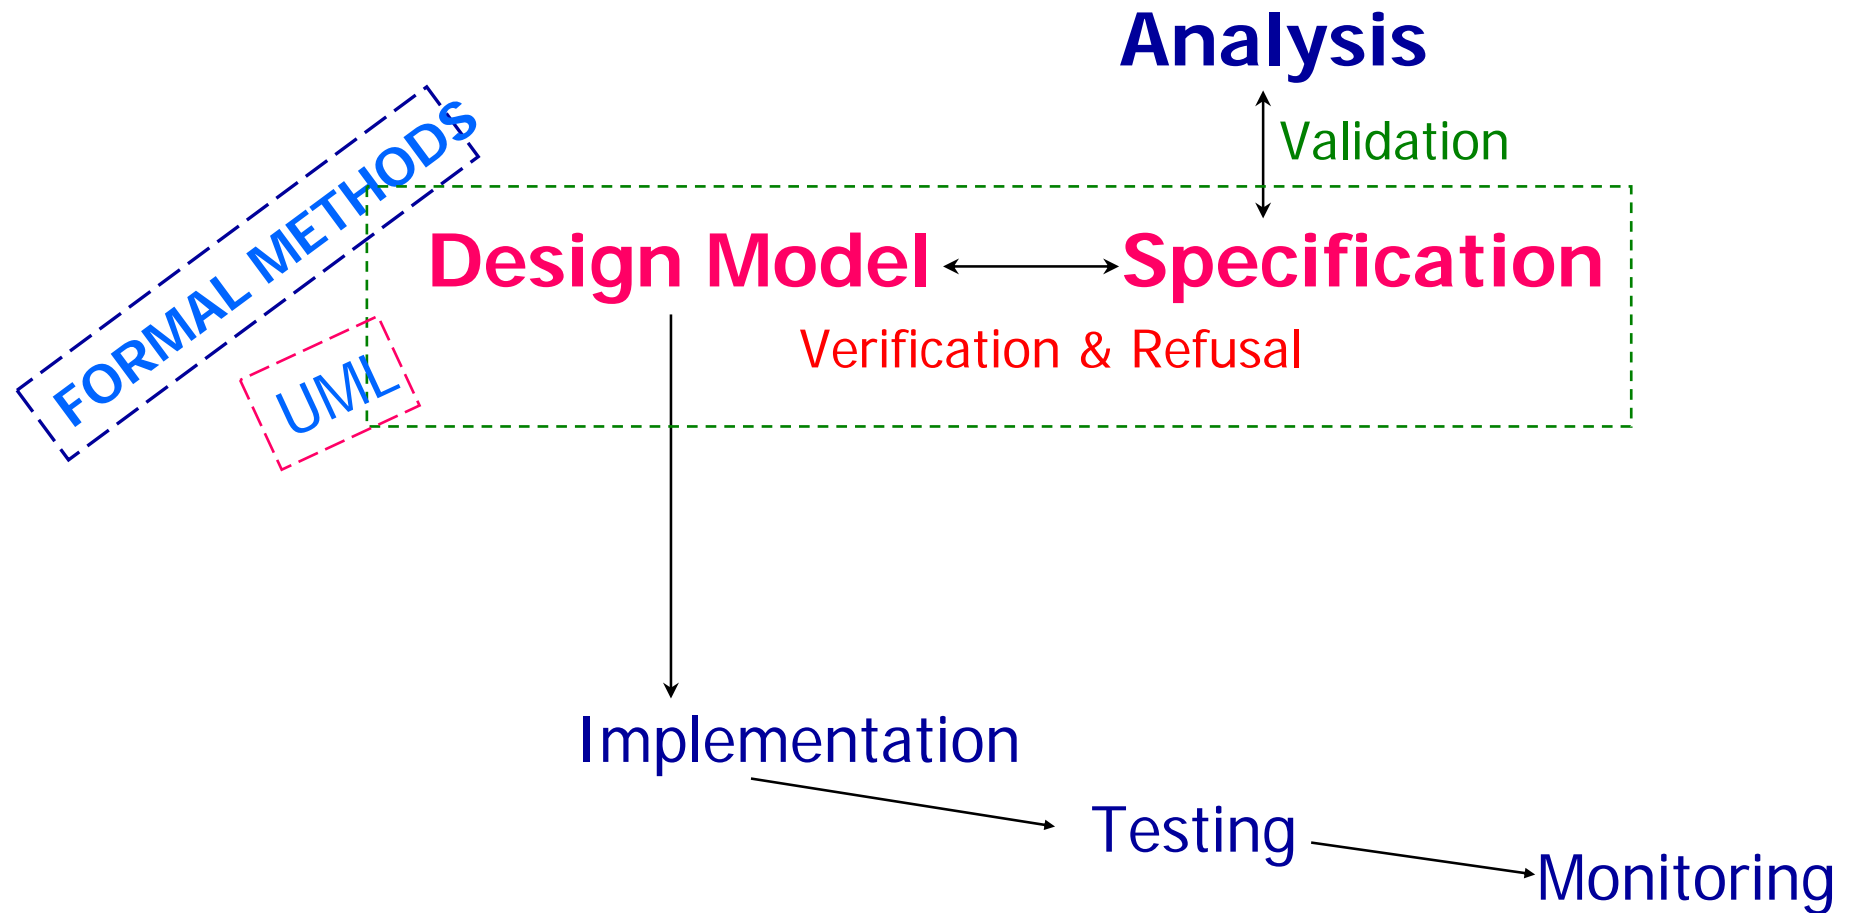 Analysis
Validation
FORMAL METHODS
Design Model
Specification
Verification & Refusal
UML
Implementation
Testing
Monitoring